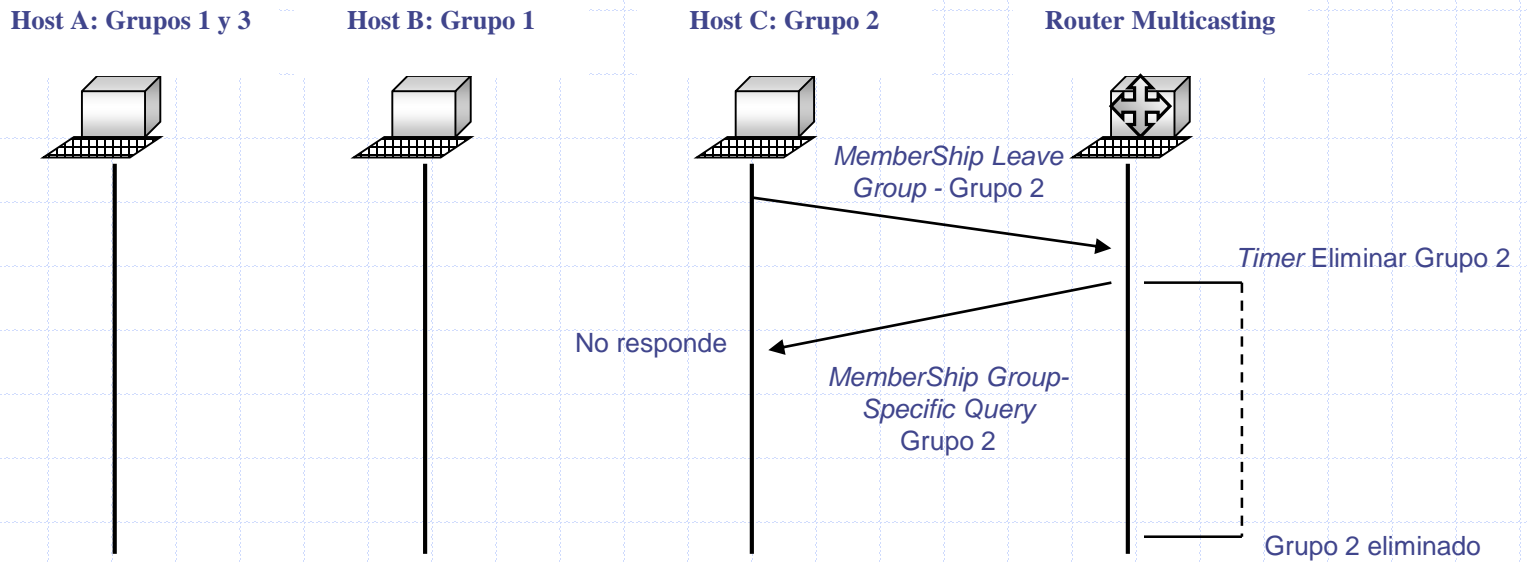 Host A: Grupos 1 y 3
Host B: Grupo 1
Host C: Grupo 2
Router Multicasting
MemberShip Leave
Group - Grupo 2
Timer Eliminar Grupo 2
No responde
MemberShip Group-
Specific Query
Grupo 2
Grupo 2 eliminado